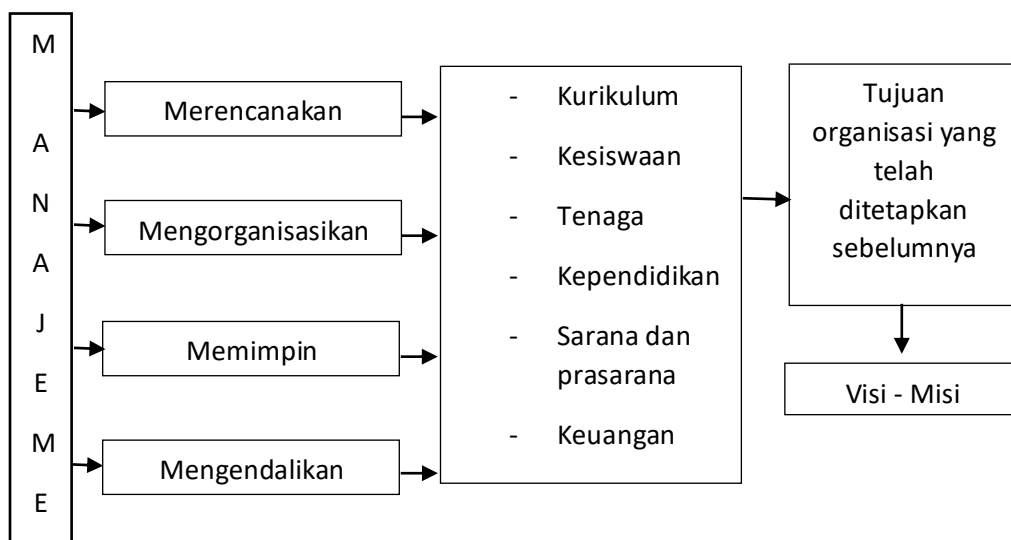 M
A
N
A
J
E
M
E
Merencanakan
Mengorganisasikan
Memimpin
Mengendalikan
- Kurikulum
- Kesiswaan
- Tenaga
- Kependidikan
- Sarana dan
prasarana
- Keuangan
Tujuan
organisasi yang
telah
ditetapkan
sebelumnya
Visi - Misi